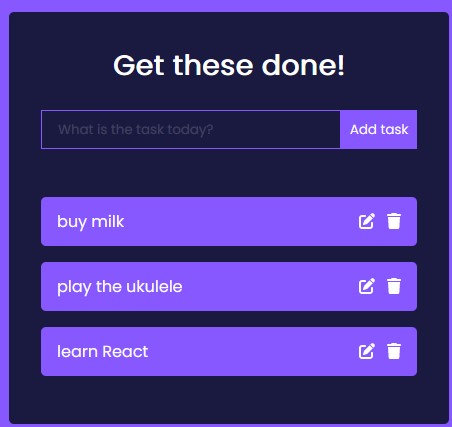 Get these done!
What is the task today? Add task
buy milk
play the ukulele
learn React